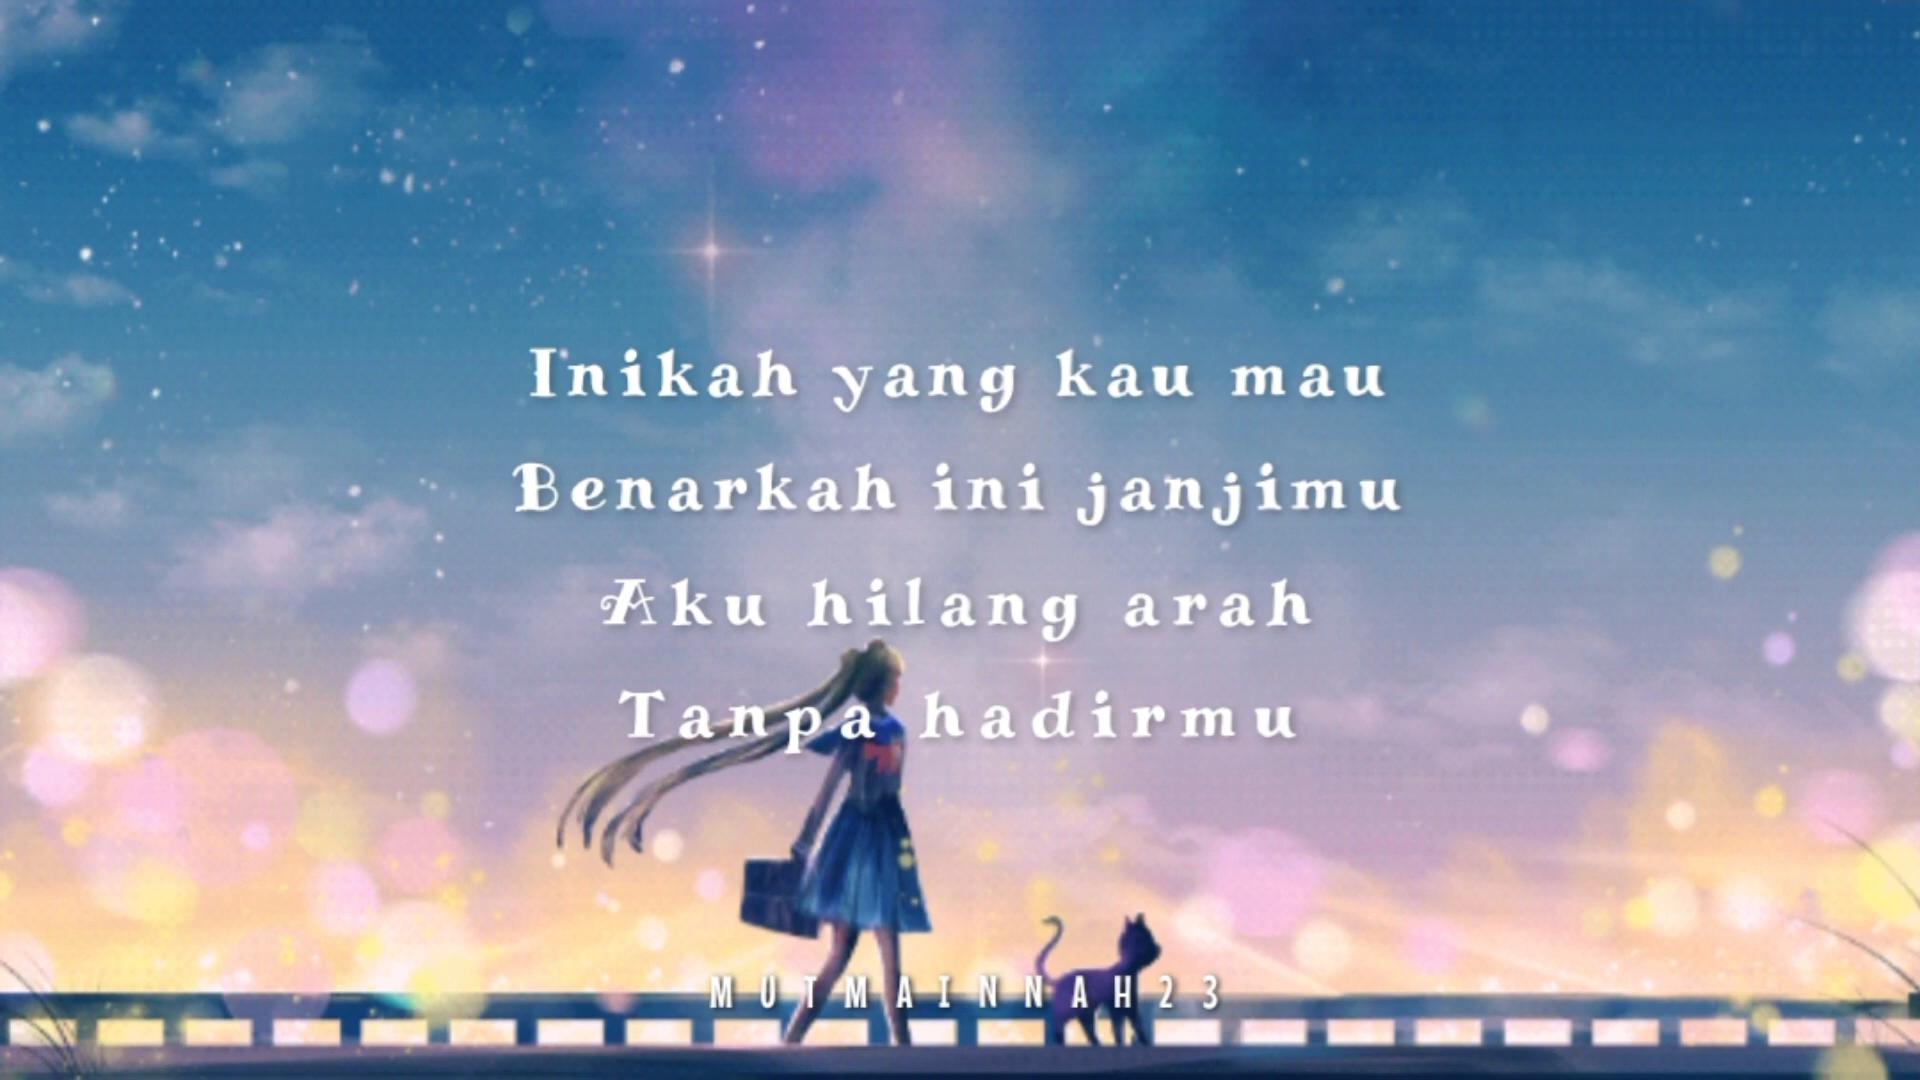 Inikah yang kau mau
Benarkah ini janjimu
Aku hilang arah
Tanpa hadirmu
MUTMAINNAH23